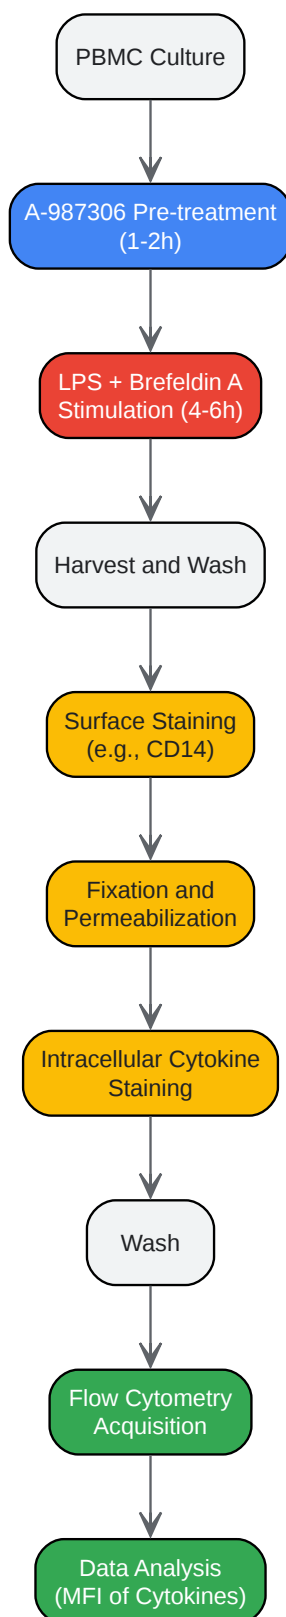 PBMC Culture
A-987306 Pre-treatment
(1-2h)
LPS + Brefeldin A
Stimulation (4-6h)
Harvest and Wash
Surface Staining
(e.g., CD14)
Fixation and
Permeabilization
Intracellular Cytokine
Staining
Wash
Flow Cytometry
Acquisition
Data Analysis
(MFI of Cytokines)